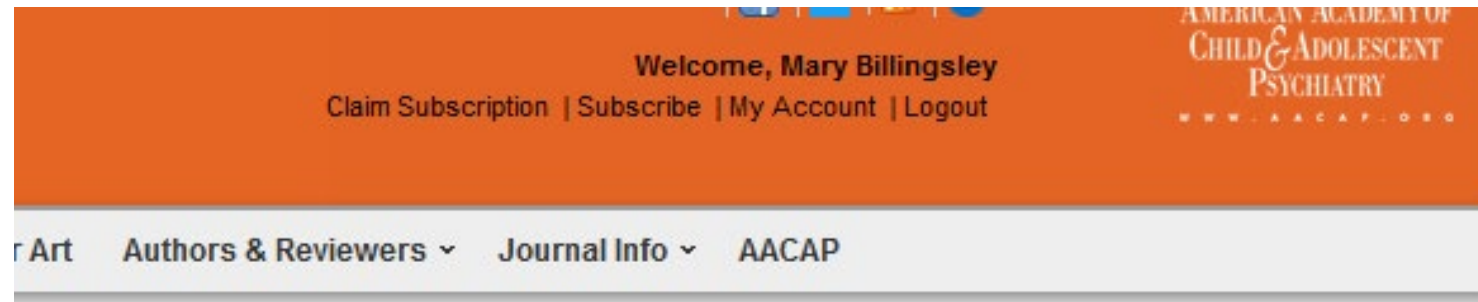 AMERICAN ACADEMY OF
CHILD & ADOLESCENT
PSYCHIATRY
WWW.AACAP.ORG
Welcome, Mary Billingsley
Claim Subscription | Subscribe | My Account | Logout
r Art Authors & Reviewers Journal Info AACAP